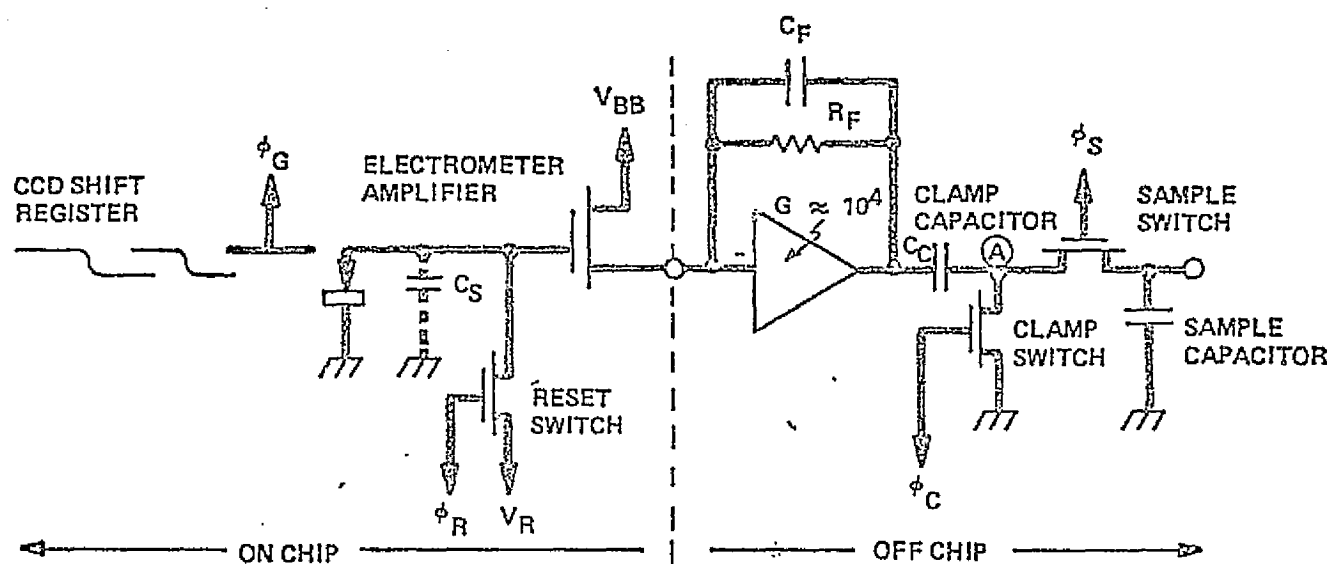 C_F
V_BB
R_F
φ_G
φ_S
ELECTROMETER
AMPLIFIER
CCD SHIFT
REGISTER
G ≈ 10^4
CLAMP
CAPACITOR
SAMPLE
SWITCH
C_C
A
C_S
CLAMP
SWITCH
SAMPLE
CAPACITOR
RESET
SWITCH
φ_R
V_R
φ_C
ON CHIP
OFF CHIP